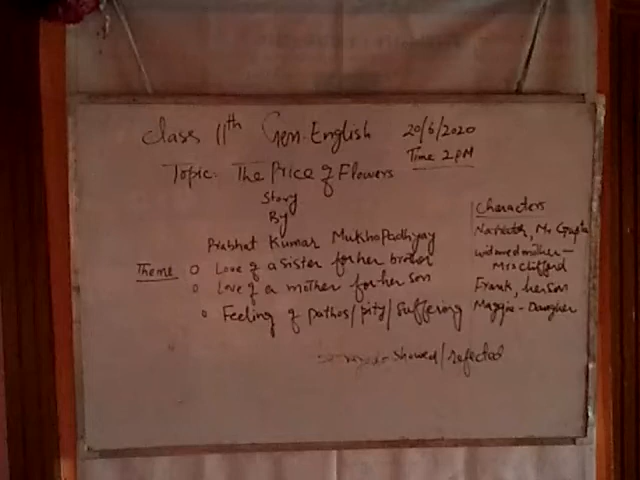 Class 11th Gen. English 20/6/2020
Time 2 PM
Topic. The Price of Flowers
Story
By
Prabhat Kumar Mukhopadhyay
Theme o Love of a sister for her brother
o Love of a mother for her son
o Feeling of pathos/pity/suffering
showed/reflected
Characters
Narrator, Mr Gupta
widowed mother -
Mrs Clifford
Frank, her son
Maggie - Daughter